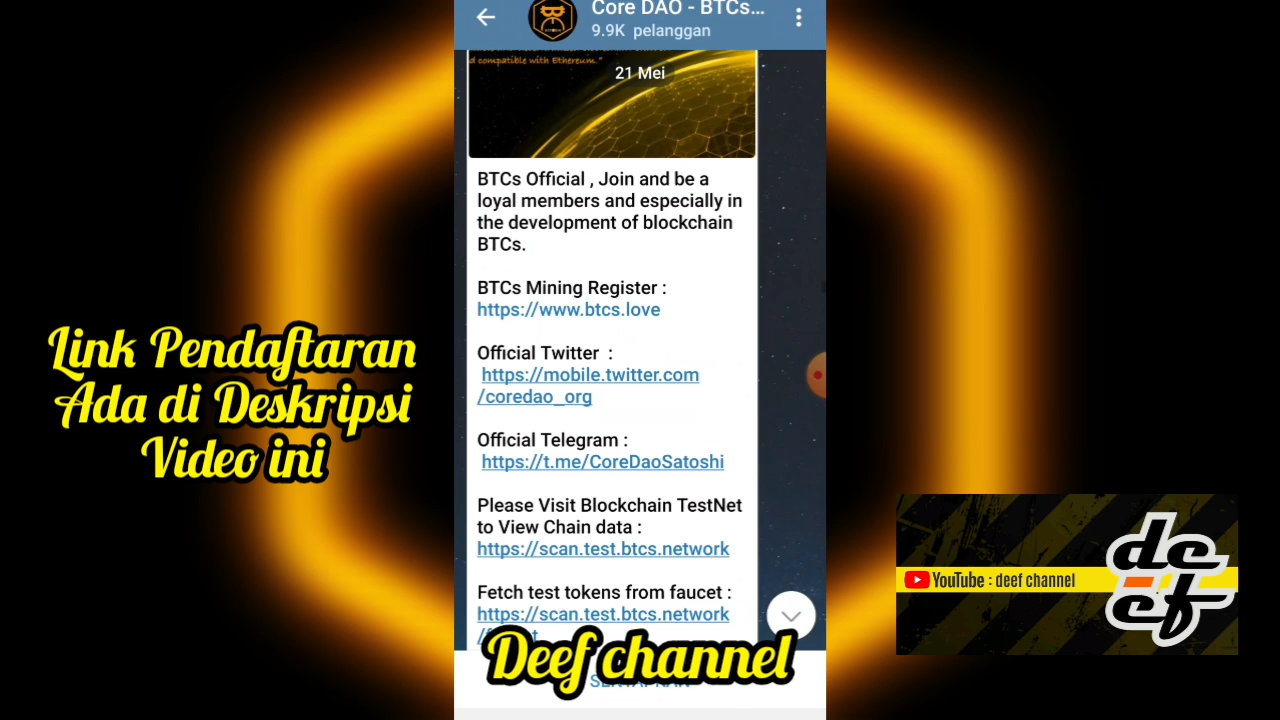 Core DAO - BTCs...
9.9K pelanggan
d compatible with Ethereum."
21 Mei
BTCs Official , Join and be a
loyal members and especially in
the development of blockchain
BTCs.
BTCs Mining Register :
https://www.btcs.love
Official Twitter :
https://mobile.twitter.com
/coredao_org
Official Telegram :
https://t.me/CoreDaoSatoshi
Please Visit Blockchain TestNet
to View Chain data :
https://scan.test.btcs.network
Fetch test tokens from faucet :
https://scan.test.btcs.network
Deef channel
Link Pendaftaran
Ada di Deskripsi
Video ini
YouTube : deef channel
de
ef